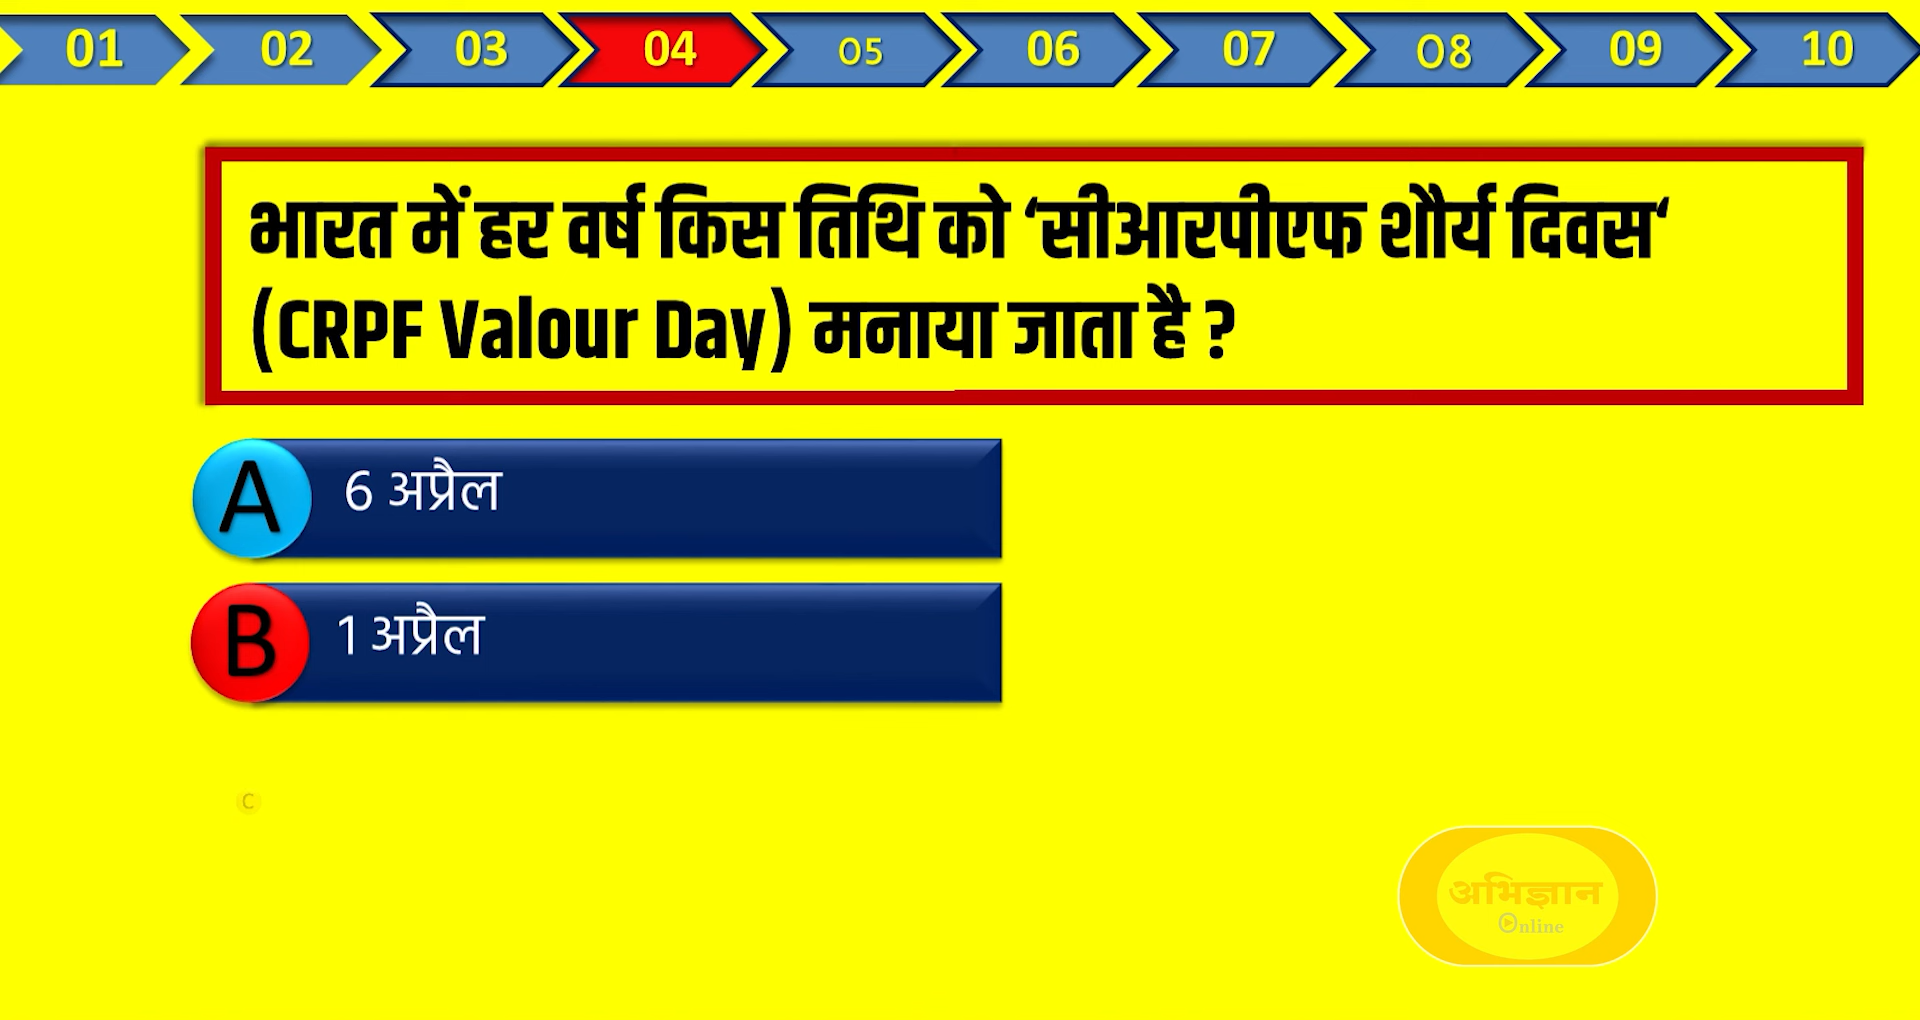 01 02 03 04 05 06 07 08 09 10
भारत में हर वर्ष किस तिथि को ‘सीआरपीएफ शौर्य दिवस‘
(CRPF Valour Day) मनाया जाता है ?
A 6 अप्रैल
B 1 अप्रैल
C
अभिज्ञान
Online